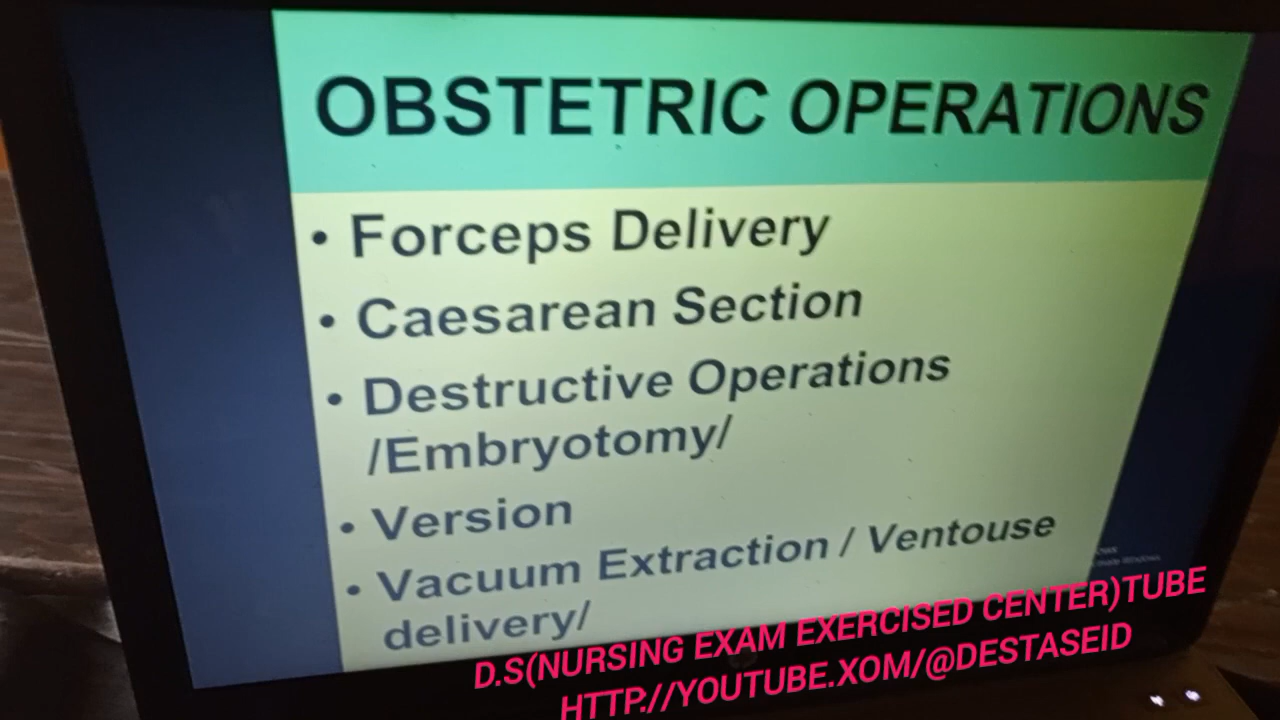 OBSTETRIC OPERATIONS
• Forceps Delivery
• Caesarean Section
• Destructive Operations
/Embryotomy/
• Version
• Vacuum Extraction / Ventouse
delivery/
D.S(NURSING EXAM EXERCISED CENTER)TUBE
HTTP.//YOUTUBE.XOM/@DESTASEID